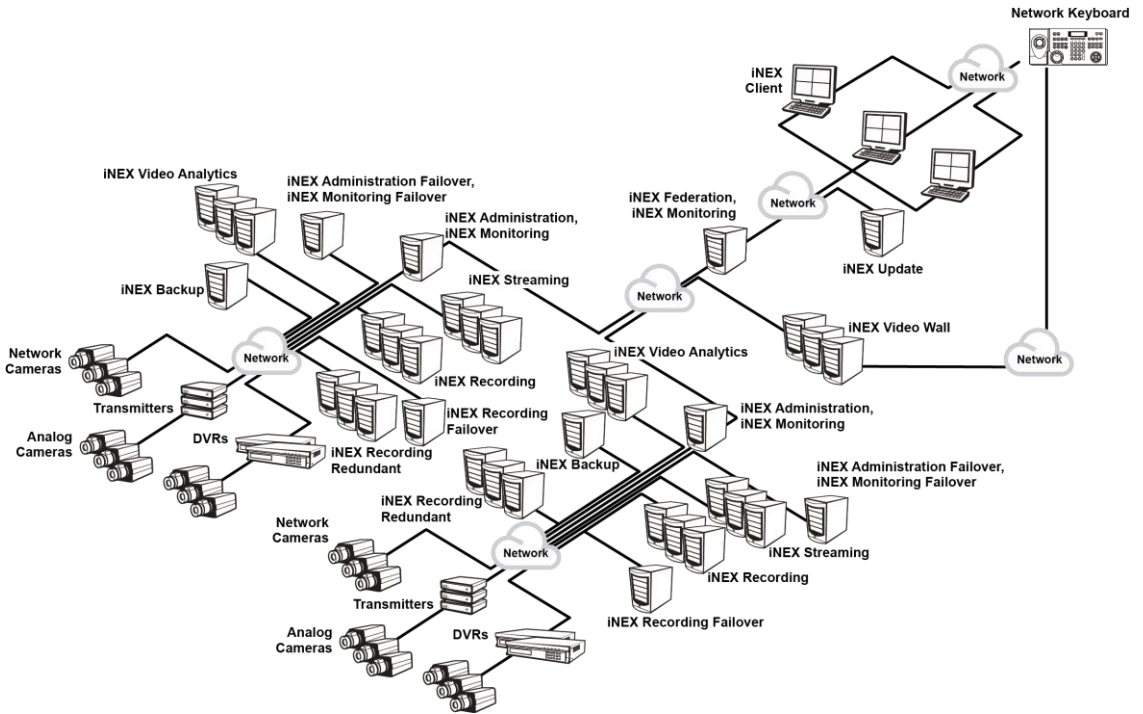 Network Keyboard
iNEX
Client
Network
iNEX Video Analytics
iNEX Administration Failover,
iNEX Monitoring Failover
iNEX Administration,
iNEX Monitoring
iNEX Federation,
iNEX Monitoring
Network
iNEX Update
iNEX Backup
iNEX Streaming
Network
iNEX Video Wall
Network
Network
Cameras
Network
iNEX Recording
iNEX Video Analytics
Transmitters
iNEX Recording
Failover
iNEX Administration,
iNEX Monitoring
Analog
Cameras
DVRs
iNEX Recording
Redundant
iNEX Backup
iNEX Administration Failover,
iNEX Monitoring Failover
iNEX Recording
Redundant
Network
Cameras
Network
iNEX Streaming
iNEX Recording
Transmitters
iNEX Recording Failover
Analog
Cameras
DVRs